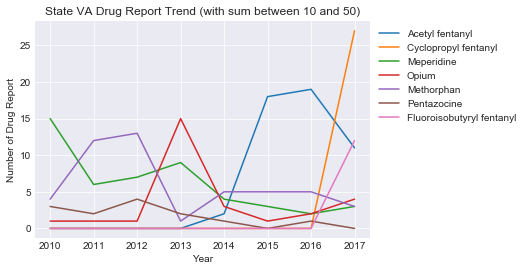 State VA Drug Report Trend (with sum between 10 and 50)
Number of Drug Report
25
20
15
10
5
0
2010 2011 2012 2013 2014 2015 2016 2017
Year
Acetyl fentanyl
Cyclopropyl fentanyl
Meperidine
Opium
Methorphan
Pentazocine
Fluoroisobutyryl fentanyl